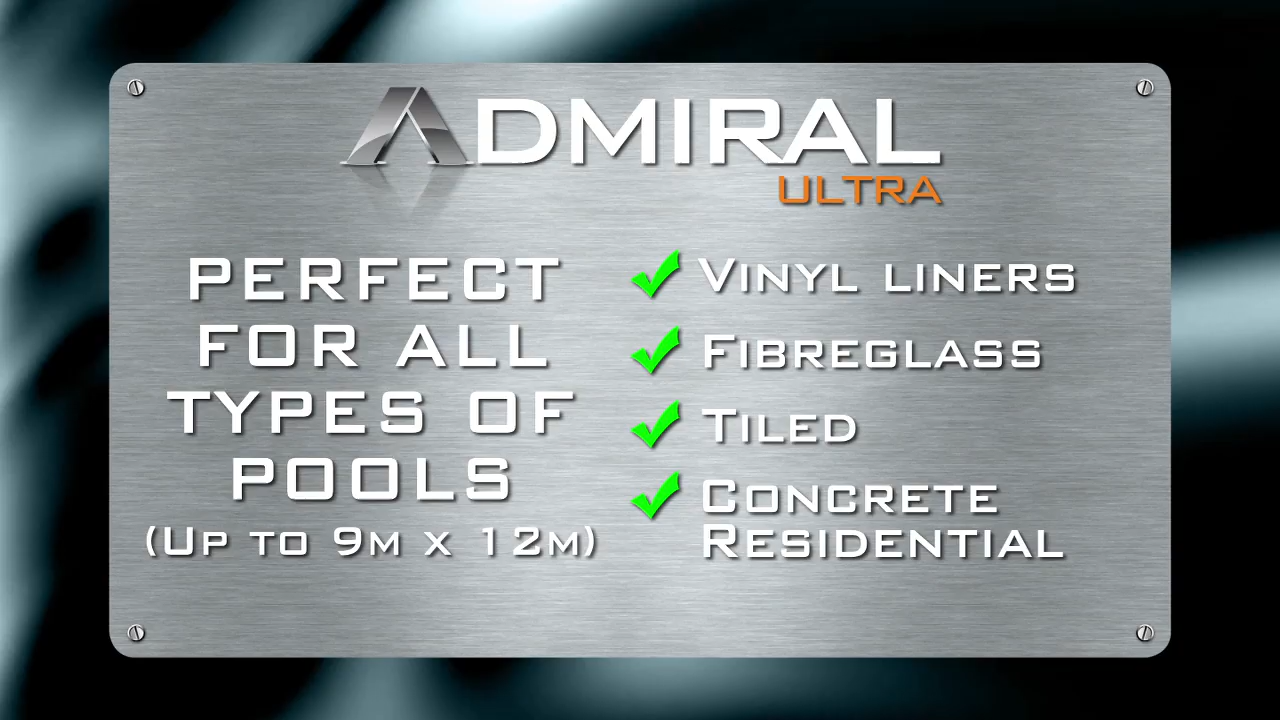 ADMIRAL
ULTRA
PERFECT
FOR ALL
TYPES OF
POOLS
(UP TO 9M X 12M)
VINYL LINERS
FIBREGLASS
TILED
CONCRETE
RESIDENTIAL